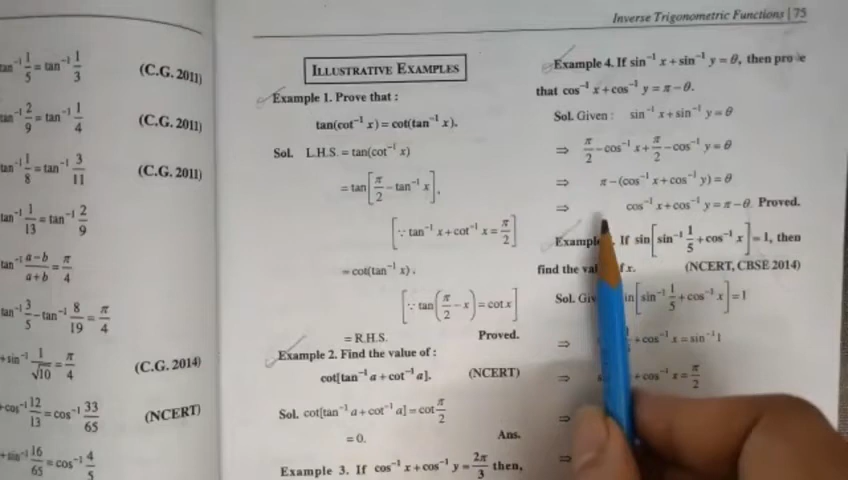 Inverse Trigonometric Functions | 75
tan⁻¹ 1/5 = tan⁻¹ 1/3 (C.G. 2011)
tan⁻¹ 2/9 = tan⁻¹ 1/4 (C.G. 2011)
tan⁻¹ 1/8 = tan⁻¹ 3/11 (C.G. 2011)
tan⁻¹ 1/13 = tan⁻¹ 2/9
tan⁻¹ (a−b)/(a+b) = π/4
tan⁻¹ 3/5 − tan⁻¹ 8/19 = π/4
+ sin⁻¹ 1/√10 = π/4 (C.G. 2014)
+ cos⁻¹ 12/13 = cos⁻¹ 33/65 (NCERT)
+ sin⁻¹ 16/65 = cos⁻¹ 4/5
ILLUSTRATIVE EXAMPLES
Example 1. Prove that :
tan(cot⁻¹ x) = cot(tan⁻¹ x).
Sol. L.H.S. = tan(cot⁻¹ x)
= tan[π/2 − tan⁻¹ x],
[∵ tan⁻¹ x + cot⁻¹ x = π/2]
= cot(tan⁻¹ x),
[∵ tan(π/2 − x) = cot x]
= R.H.S. Proved.
Example 2. Find the value of :
cot[tan⁻¹ a + cot⁻¹ a]. (NCERT)
Sol. cot[tan⁻¹ a + cot⁻¹ a] = cot π/2
= 0. Ans.
Example 3. If cos⁻¹ x + cos⁻¹ y = 2π/3 then,
Example 4. If sin⁻¹ x + sin⁻¹ y = θ, then prove
that cos⁻¹ x + cos⁻¹ y = π − θ.
Sol. Given : sin⁻¹ x + sin⁻¹ y = θ
⇒ π/2 − cos⁻¹ x + π/2 − cos⁻¹ y = θ
⇒ π − (cos⁻¹ x + cos⁻¹ y) = θ
⇒ cos⁻¹ x + cos⁻¹ y = π − θ. Proved.
Example If sin[sin⁻¹ 1/5 + cos⁻¹ x] = 1, then
find the x. (NCERT, CBSE 2014)
Sol. [sin⁻¹ 1/5 + cos⁻¹ x] = 1
⇒ + cos⁻¹ x = sin⁻¹ 1
⇒ + cos⁻¹ x = π/2
⇒
⇒